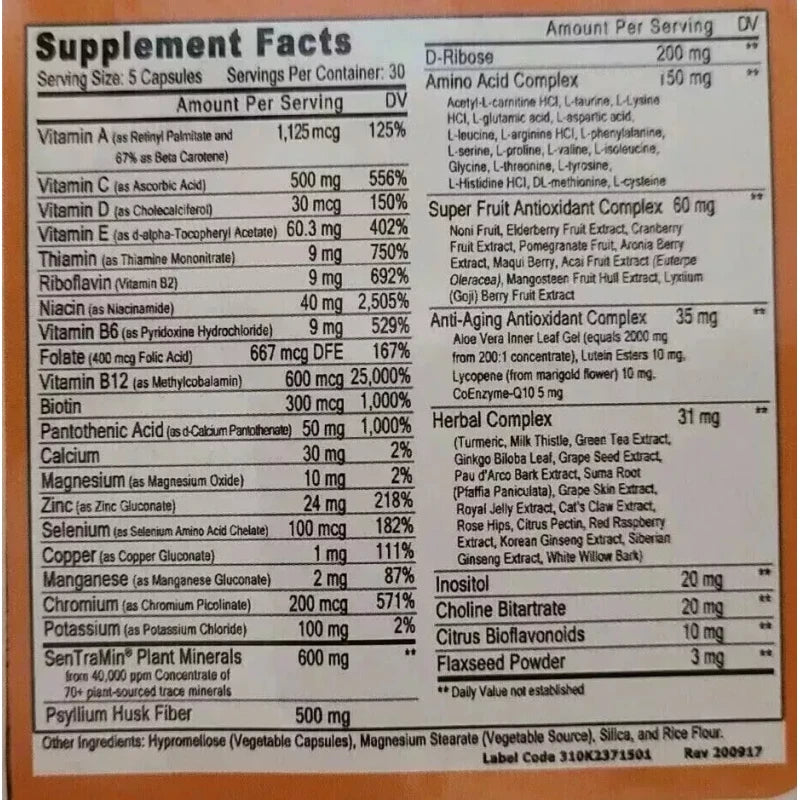 Supplement Facts
Serving Size: 5 Capsules Servings Per Container: 30
Amount Per Serving DV
Vitamin A (as Retinyl Palmitate and 1,125 mcg 125%
67% as Beta Carotene)
Vitamin C (as Ascorbic Acid) 500 mg 556%
Vitamin D (as Cholecalciferol) 30 mcg 150%
Vitamin E (as d-alpha-Tocopheryl Acetate) 60.3 mg 402%
Thiamin (as Thiamine Mononitrate) 9 mg 750%
Riboflavin (Vitamin B2) 9 mg 692%
Niacin (as Niacinamide) 40 mg 2,505%
Vitamin B6 (as Pyridoxine Hydrochloride) 9 mg 529%
Folate (400 mcg Folic Acid) 667 mcg DFE 167%
Vitamin B12 (as Methylcobalamin) 600 mcg 25,000%
Biotin 300 mcg 1,000%
Pantothenic Acid (as d-Calcium Pantothenate) 50 mg 1,000%
Calcium 30 mg 2%
Magnesium (as Magnesium Oxide) 10 mg 2%
Zinc (as Zinc Gluconate) 24 mg 218%
Selenium (as Selenium Amino Acid Chelate) 100 mcg 182%
Copper (as Copper Gluconate) 1 mg 111%
Manganese (as Manganese Gluconate) 2 mg 87%
Chromium (as Chromium Picolinate) 200 mcg 571%
Potassium (as Potassium Chloride) 100 mg 2%
SenTraMin® Plant Minerals 600 mg **
from 40,000 ppm Concentrate of
70+ plant-sourced trace minerals
Psyllium Husk Fiber 500 mg
Amount Per Serving DV
D-Ribose 200 mg **
Amino Acid Complex 150 mg **
Acetyl-L-carnitine HCl, L-taurine, L-Lysine
HCl, L-glutamic acid, L-aspartic acid,
L-leucine, L-arginine HCl, L-phenylalanine,
L-serine, L-proline, L-valine, L-isoleucine,
Glycine, L-threonine, L-tyrosine,
L-Histidine HCl, DL-methionine, L-cysteine
Super Fruit Antioxidant Complex 60 mg **
Noni Fruit, Elderberry Fruit Extract, Cranberry
Fruit Extract, Pomegranate Fruit, Aronia Berry
Extract, Maqui Berry, Acai Fruit Extract (Euterpe
Oleracea), Mangosteen Fruit Hull Extract, Lyxiium
(Goji) Berry Fruit Extract
Anti-Aging Antioxidant Complex 35 mg **
Aloe Vera Inner Leaf Gel (equals 2000 mg
from 200:1 concentrate), Lutein Esters 10 mg,
Lycopene (from marigold flower) 10 mg,
CoEnzyme-Q10 5 mg
Herbal Complex 31 mg **
(Turmeric, Milk Thistle, Green Tea Extract,
Ginkgo Biloba Leaf, Grape Seed Extract,
Pau d'Arco Bark Extract, Suma Root
(Pfaffia Paniculata), Grape Skin Extract,
Royal Jelly Extract, Cat's Claw Extract,
Rose Hips, Citrus Pectin, Red Raspberry
Extract, Korean Ginseng Extract, Siberian
Ginseng Extract, White Willow Bark)
Inositol 20 mg **
Choline Bitartrate 20 mg **
Citrus Bioflavonoids 10 mg **
Flaxseed Powder 3 mg **
** Daily Value not established
Other Ingredients: Hypromellose (Vegetable Capsules), Magnesium Stearate (Vegetable Source), Silica, and Rice Flour.
Label Code 310K2371501 Rev 200917